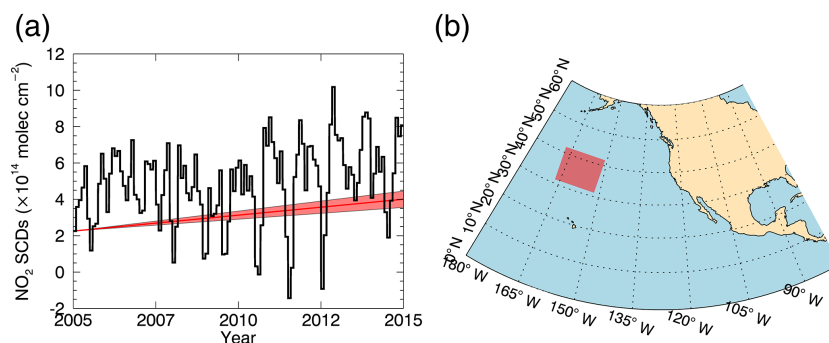 (a)
12
10
8
6
4
2
0
-2
NO2 SCDs (×10^14 molec cm^−2)
2005
2007
2010
2012
2015
Year
(b)
60°N
50°N
40°N
30°N
20°N
10°N
0°N
180° W
165° W
150° W
135° W
120° W
105° W
90° W